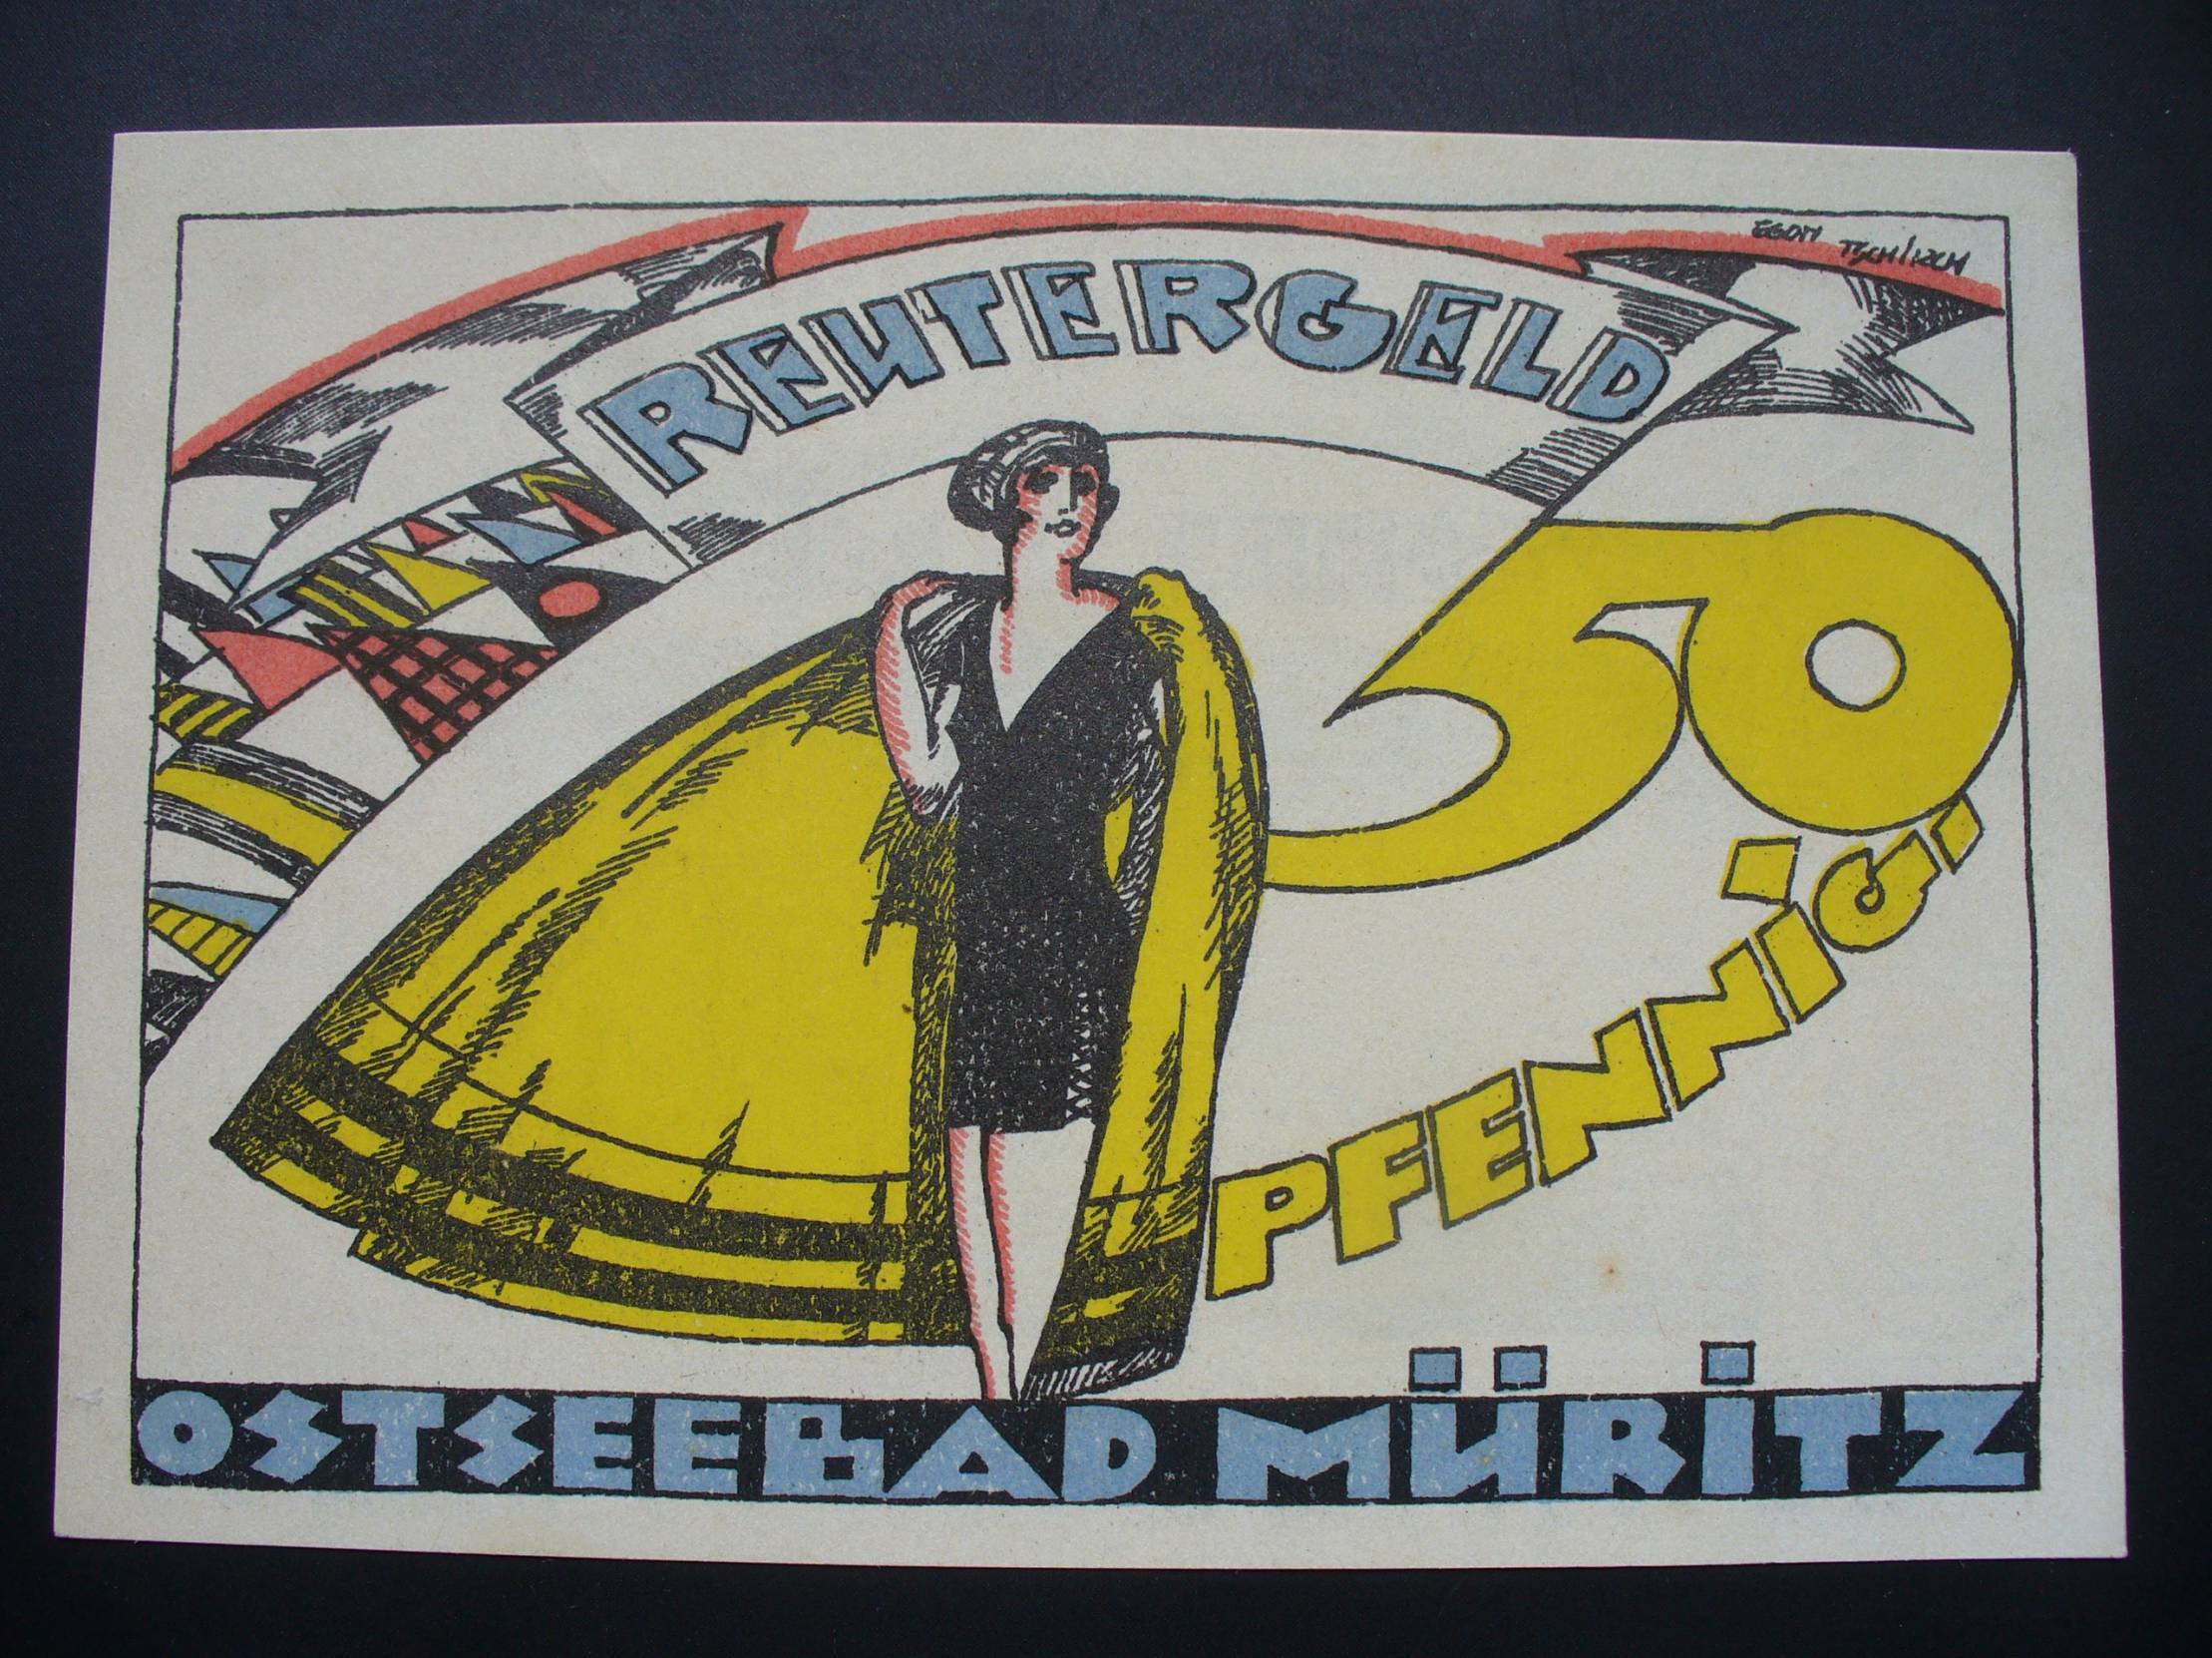 EGON TSCHIRCH
REUTERGELD
50
PFENNIG
OSTSEEBAD MÜRITZ